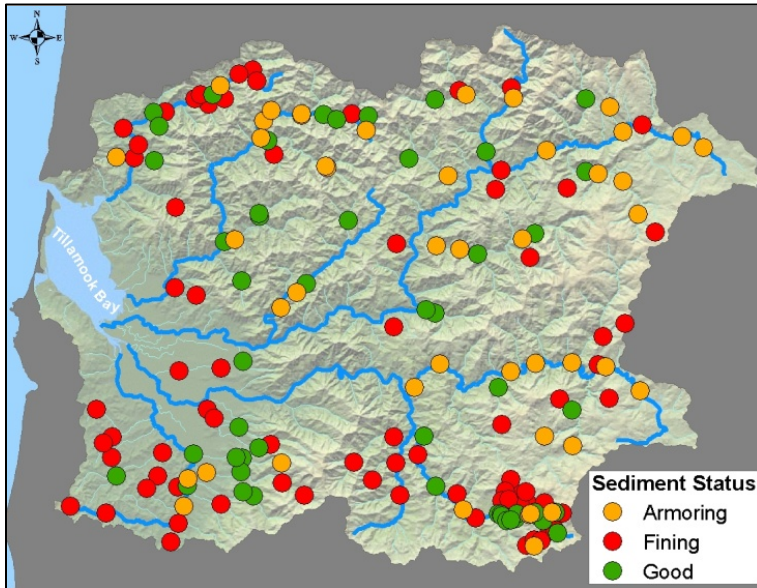 N
W E
S
Tillamook Bay
Sediment Status
Armoring
Fining
Good